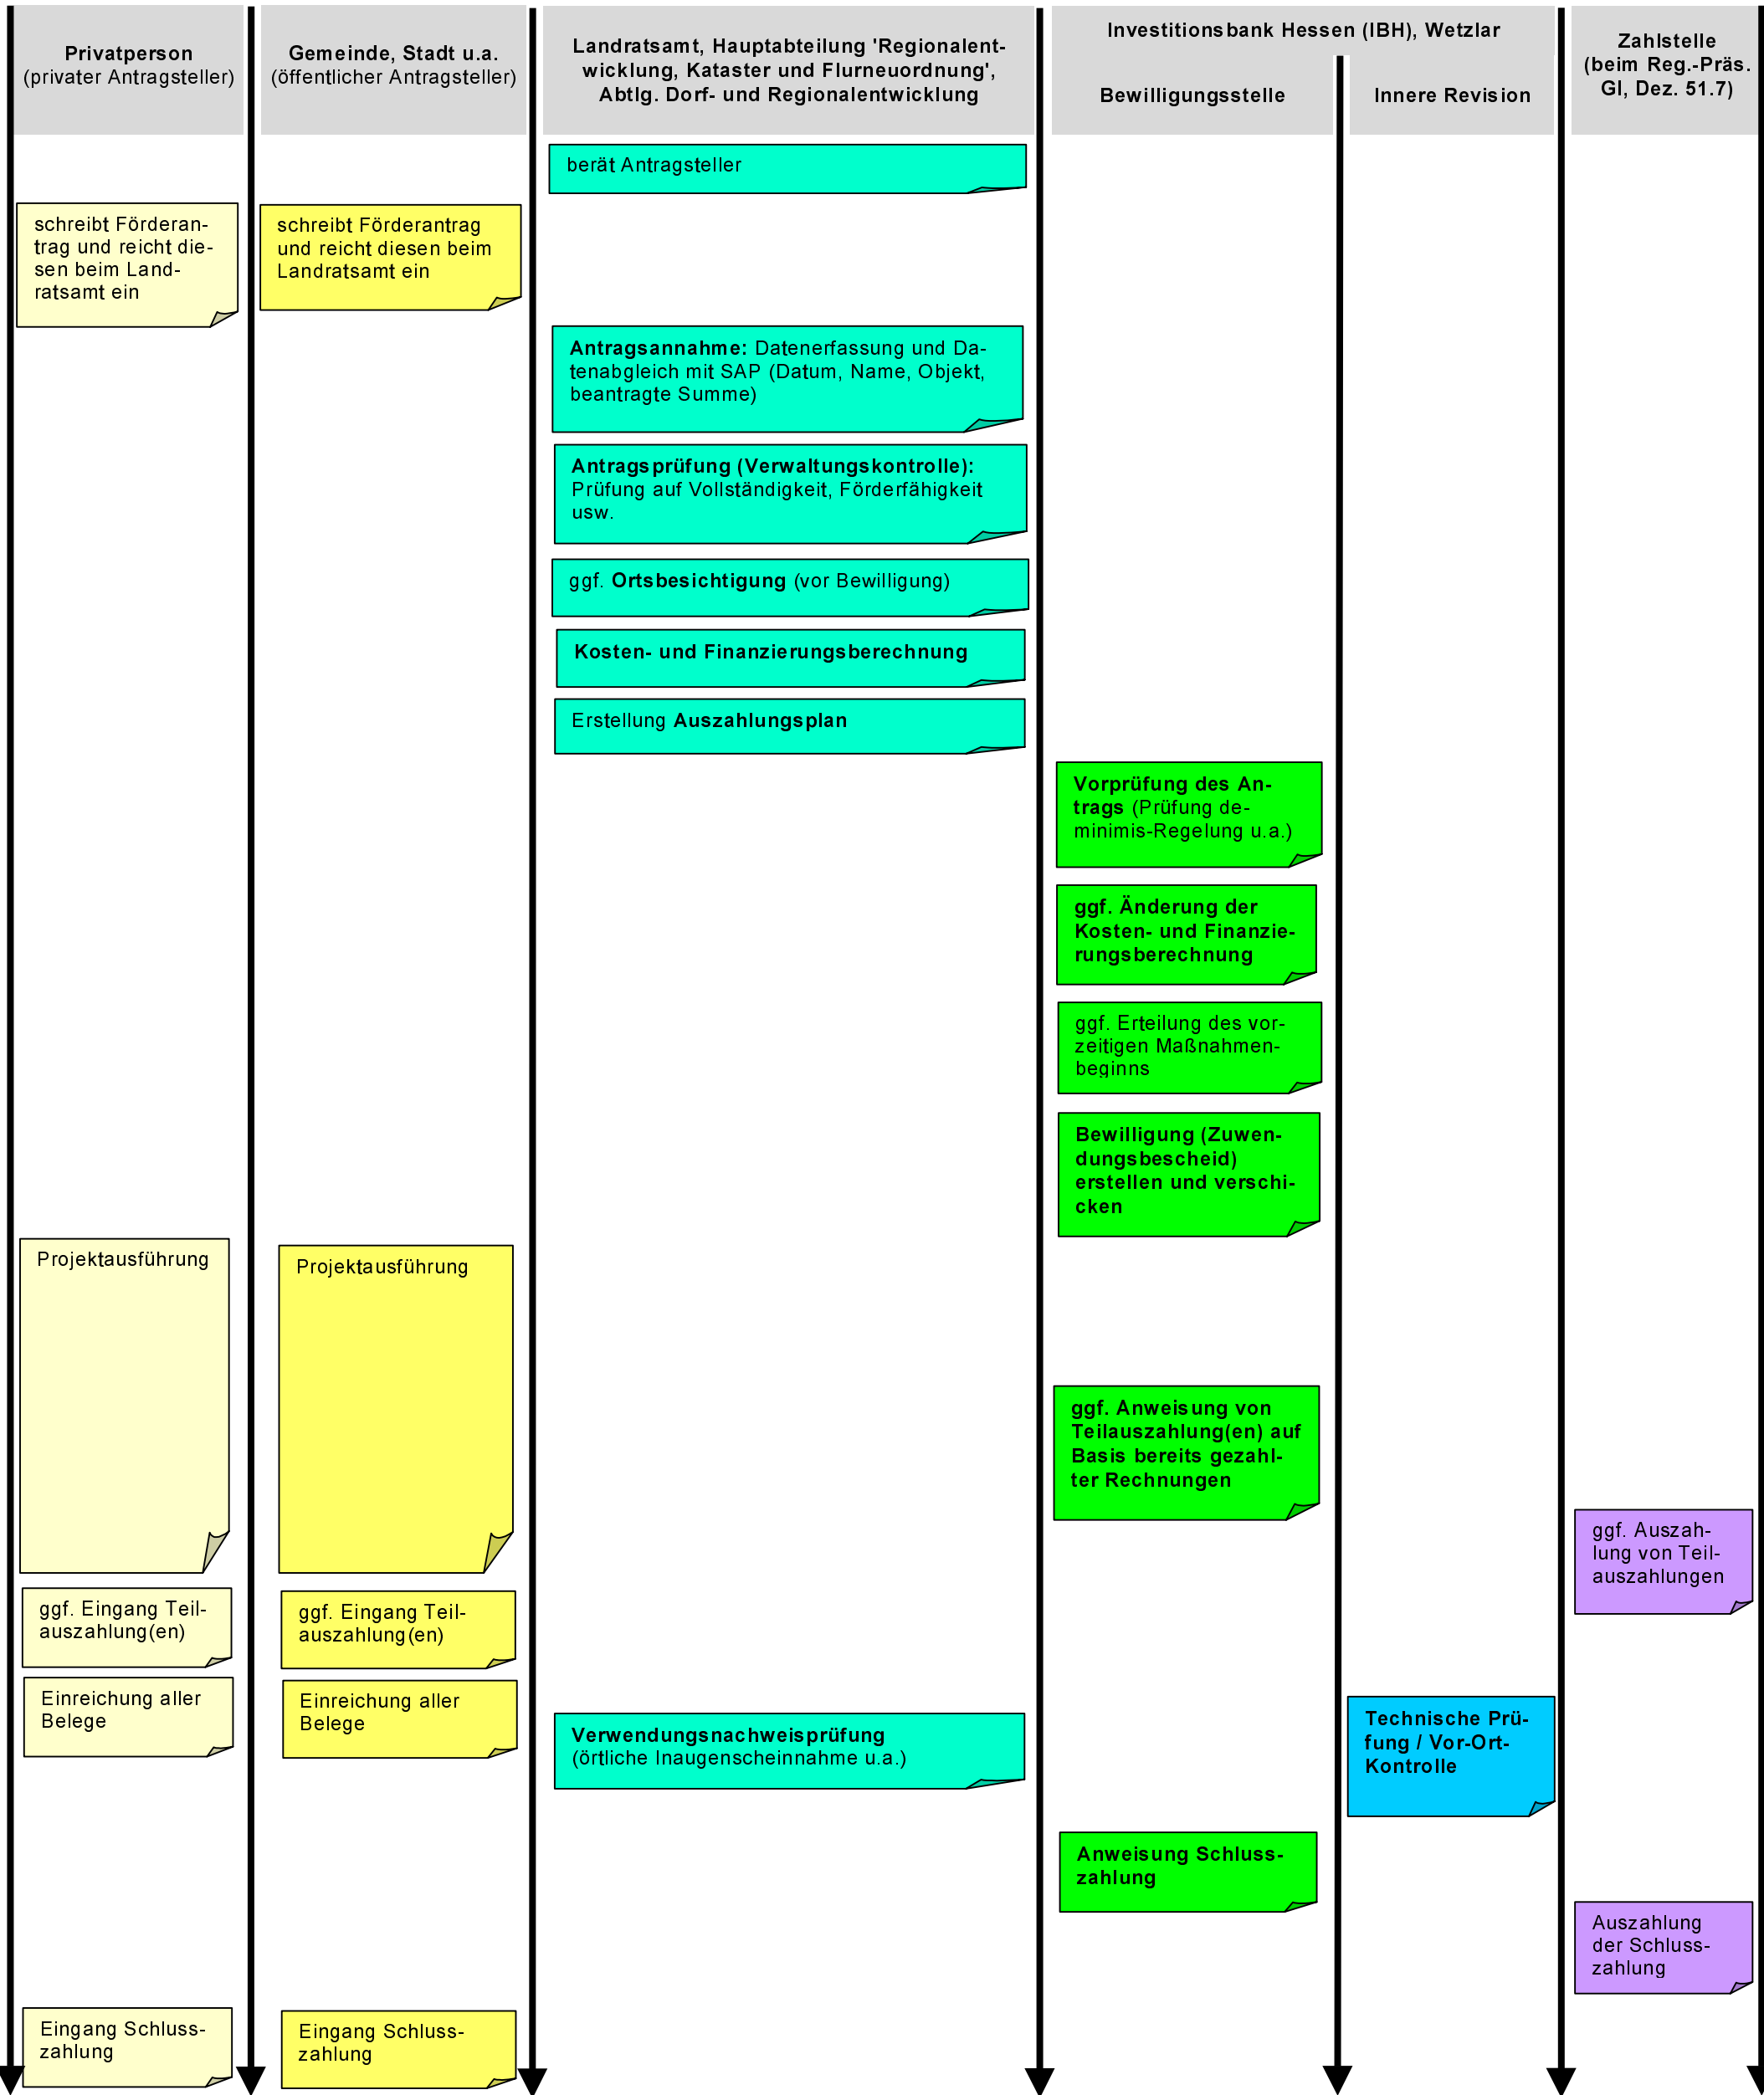 Privatperson
(privater Antragsteller)
Gemeinde, Stadt u.a.
(öffentlicher Antragsteller)
Landratsamt, Hauptabteilung 'Regionalent-
wicklung, Kataster und Flurneuordnung',
Abtlg. Dorf- und Regionalentwicklung
Investitionsbank Hessen (IBH), Wetzlar
Bewilligungsstelle
Innere Revision
Zahlstelle
(beim Reg.-Präs.
GI, Dez. 51.7)
berät Antragsteller
schreibt Förderan-
trag und reicht die-
sen beim Land-
ratsamt ein
schreibt Förderantrag
und reicht diesen beim
Landratsamt ein
Antragsannahme: Datenerfassung und Da-
tenabgleich mit SAP (Datum, Name, Objekt,
beantragte Summe)
Antragsprüfung (Verwaltungskontrolle):
Prüfung auf Vollständigkeit, Förderfähigkeit
usw.
ggf. Ortsbesichtigung (vor Bewilligung)
Kosten- und Finanzierungsberechnung
Erstellung Auszahlungsplan
Vorprüfung des An-
trags (Prüfung de-
minimis-Regelung u.a.)
ggf. Änderung der
Kosten- und Finanzie-
rungsberechnung
ggf. Erteilung des vor-
zeitigen Maßnahmen-
beginns
Bewilligung (Zuwen-
dungsbescheid)
erstellen und verschi-
cken
Projektausführung
Projektausführung
ggf. Anweisung von
Teilauszahlung(en) auf
Basis bereits gezahl-
ter Rechnungen
ggf. Auszah-
lung von Teil-
auszahlungen
ggf. Eingang Teil-
auszahlung(en)
ggf. Eingang Teil-
auszahlung(en)
Einreichung aller
Belege
Einreichung aller
Belege
Verwendungsnachweisprüfung
(örtliche Inaugenscheinnahme u.a.)
Technische Prü-
fung / Vor-Ort-
Kontrolle
Anweisung Schluss-
zahlung
Auszahlung
der Schluss-
zahlung
Eingang Schluss-
zahlung
Eingang Schluss-
zahlung